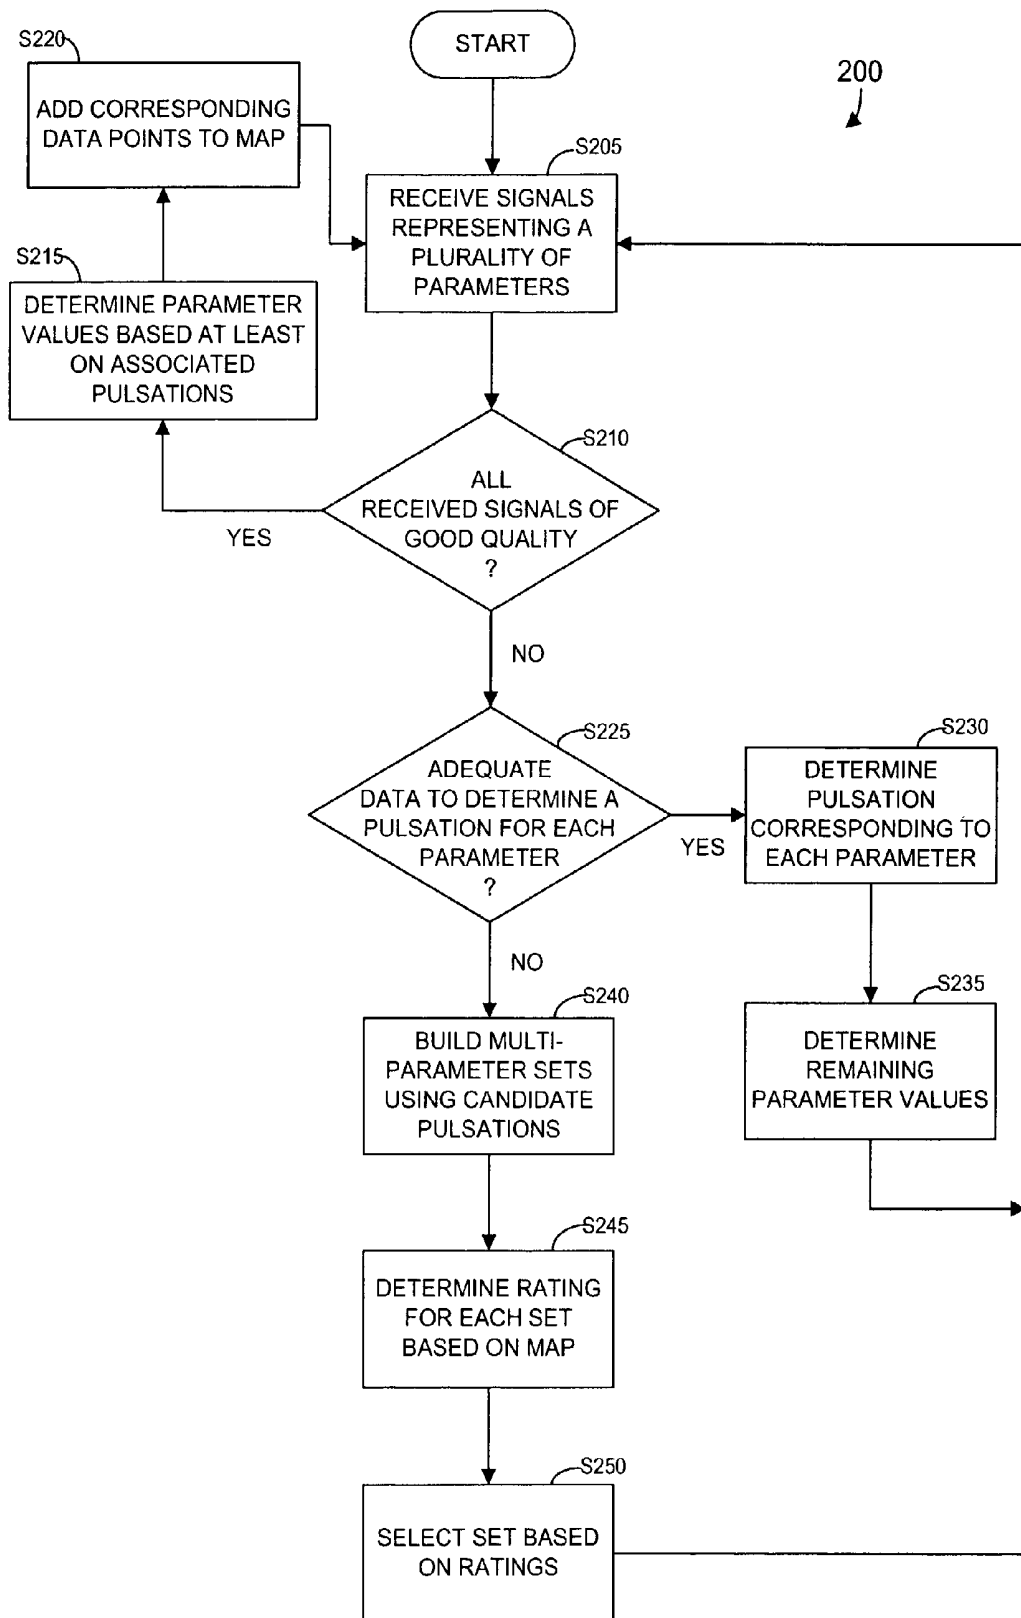 START
200
S220
ADD CORRESPONDING
DATA POINTS TO MAP
S205
RECEIVE SIGNALS
REPRESENTING A
PLURALITY OF
PARAMETERS
S215
DETERMINE PARAMETER
VALUES BASED AT LEAST
ON ASSOCIATED
PULSATIONS
S210
ALL
RECEIVED SIGNALS OF
GOOD QUALITY
?
YES
NO
S225
ADEQUATE
DATA TO DETERMINE A
PULSATION FOR EACH
PARAMETER
?
YES
S230
DETERMINE
PULSATION
CORRESPONDING TO
EACH PARAMETER
NO
S235
DETERMINE
REMAINING
PARAMETER VALUES
S240
BUILD MULTI-
PARAMETER SETS
USING CANDIDATE
PULSATIONS
S245
DETERMINE RATING
FOR EACH SET
BASED ON MAP
S250
SELECT SET BASED
ON RATINGS